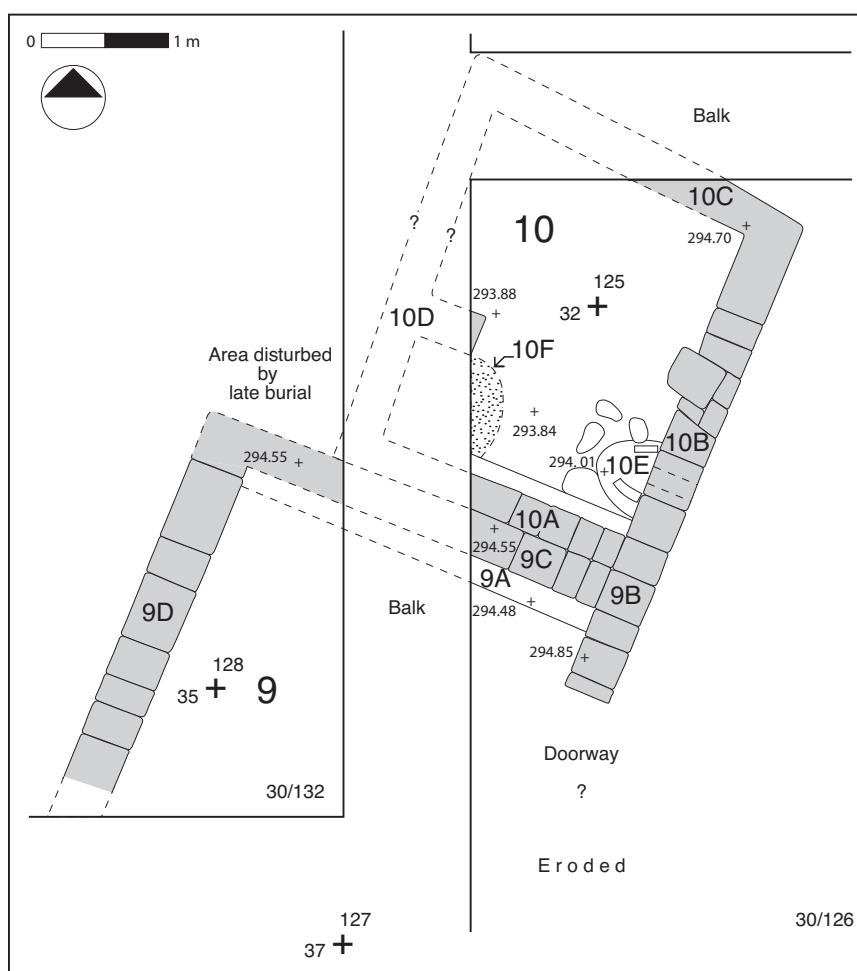 0 1 m
Balk
10C
294.70
10
125
32
?
?
293.88
10D
10F
Area disturbed
by
late burial
293.84
10B
294.01
10E
294.55
10A
294.55
9C
9A
9B
294.48
9D
Balk
294.85
128
35
9
Doorway
?
30/132
Eroded
127
37
30/126